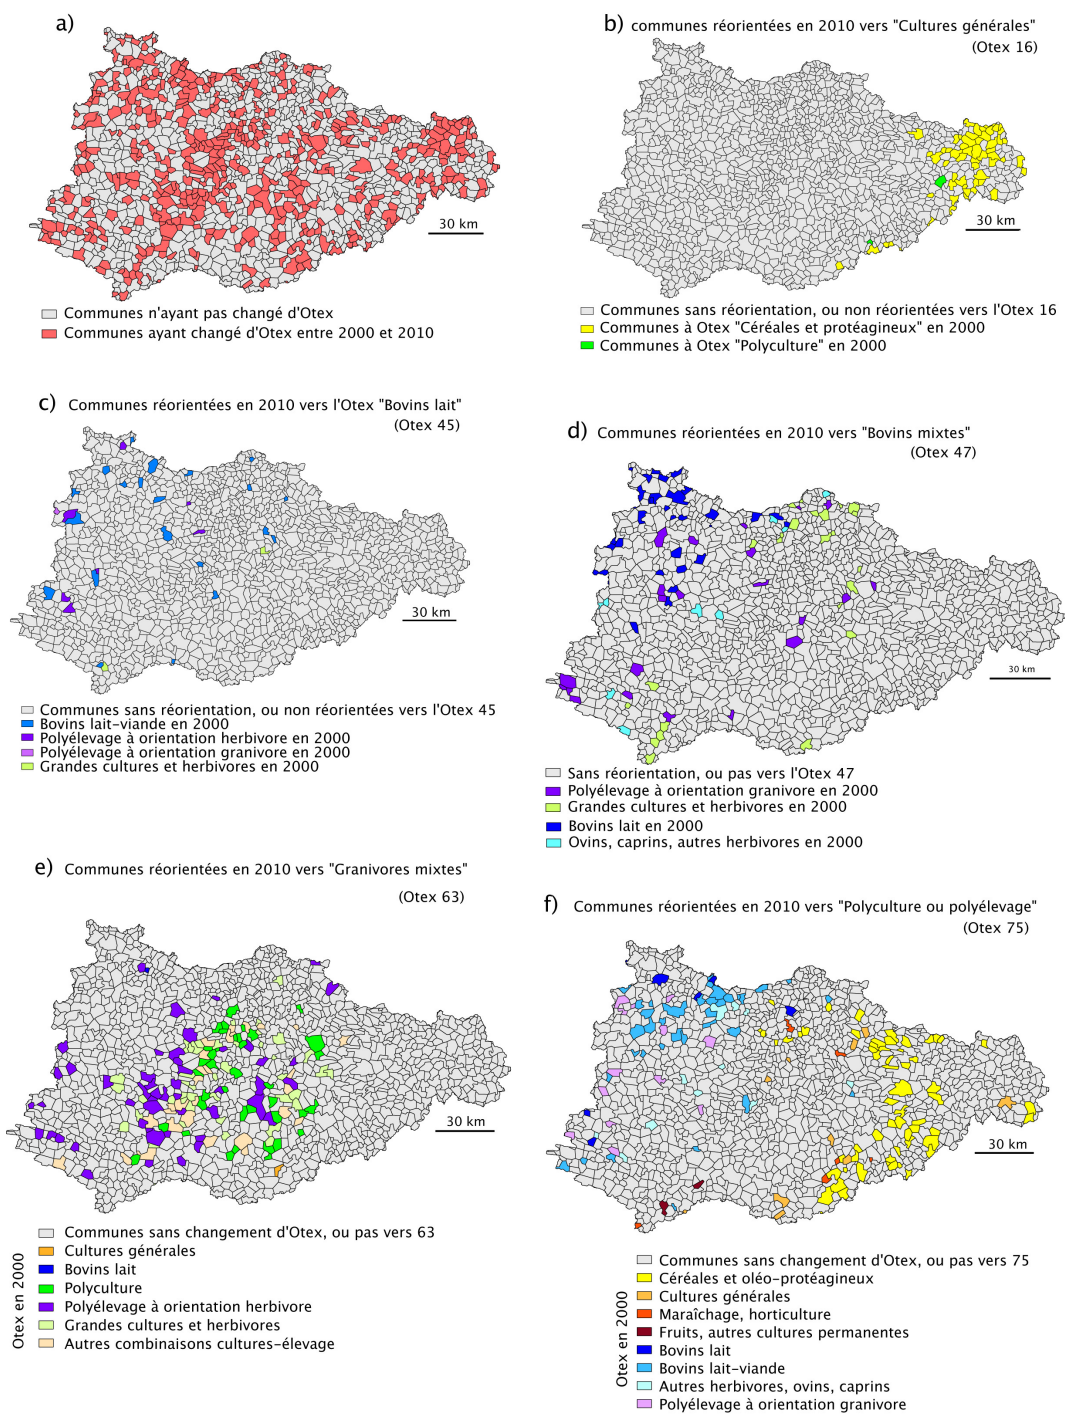 a)
30 km
Communes n'ayant pas changé d'Otex
Communes ayant changé d'Otex entre 2000 et 2010
b) communes réorientées en 2010 vers "Cultures générales"
(Otex 16)
30 km
Communes sans réorientation, ou non réorientées vers l'Otex 16
Communes à Otex "Céréales et protéagineux" en 2000
Communes à Otex "Polyculture" en 2000
c) Communes réorientées en 2010 vers l'Otex "Bovins lait"
(Otex 45)
30 km
Communes sans réorientation, ou non réorientées vers l'Otex 45
Bovins lait-viande en 2000
Polyélevage à orientation herbivore en 2000
Polyélevage à orientation granivore en 2000
Grandes cultures et herbivores en 2000
d) Communes réorientées en 2010 vers "Bovins mixtes"
(Otex 47)
30 km
Sans réorientation, ou pas vers l'Otex 47
Polyélevage à orientation granivore en 2000
Grandes cultures et herbivores en 2000
Bovins lait en 2000
Ovins, caprins, autres herbivores en 2000
e) Communes réorientées en 2010 vers "Granivores mixtes"
(Otex 63)
30 km
Otex en 2000
Communes sans changement d'Otex, ou pas vers 63
Cultures générales
Bovins lait
Polyculture
Polyélevage à orientation herbivore
Grandes cultures et herbivores
Autres combinaisons cultures-élevage
f) Communes réorientées en 2010 vers "Polyculture ou polyélevage"
(Otex 75)
30 km
Otex en 2000
Communes sans changement d'Otex, ou pas vers 75
Céréales et oléo-protéagineux
Cultures générales
Maraîchage, horticulture
Fruits, autres cultures permanentes
Bovins lait
Bovins lait-viande
Autres herbivores, ovins, caprins
Polyélevage à orientation granivore